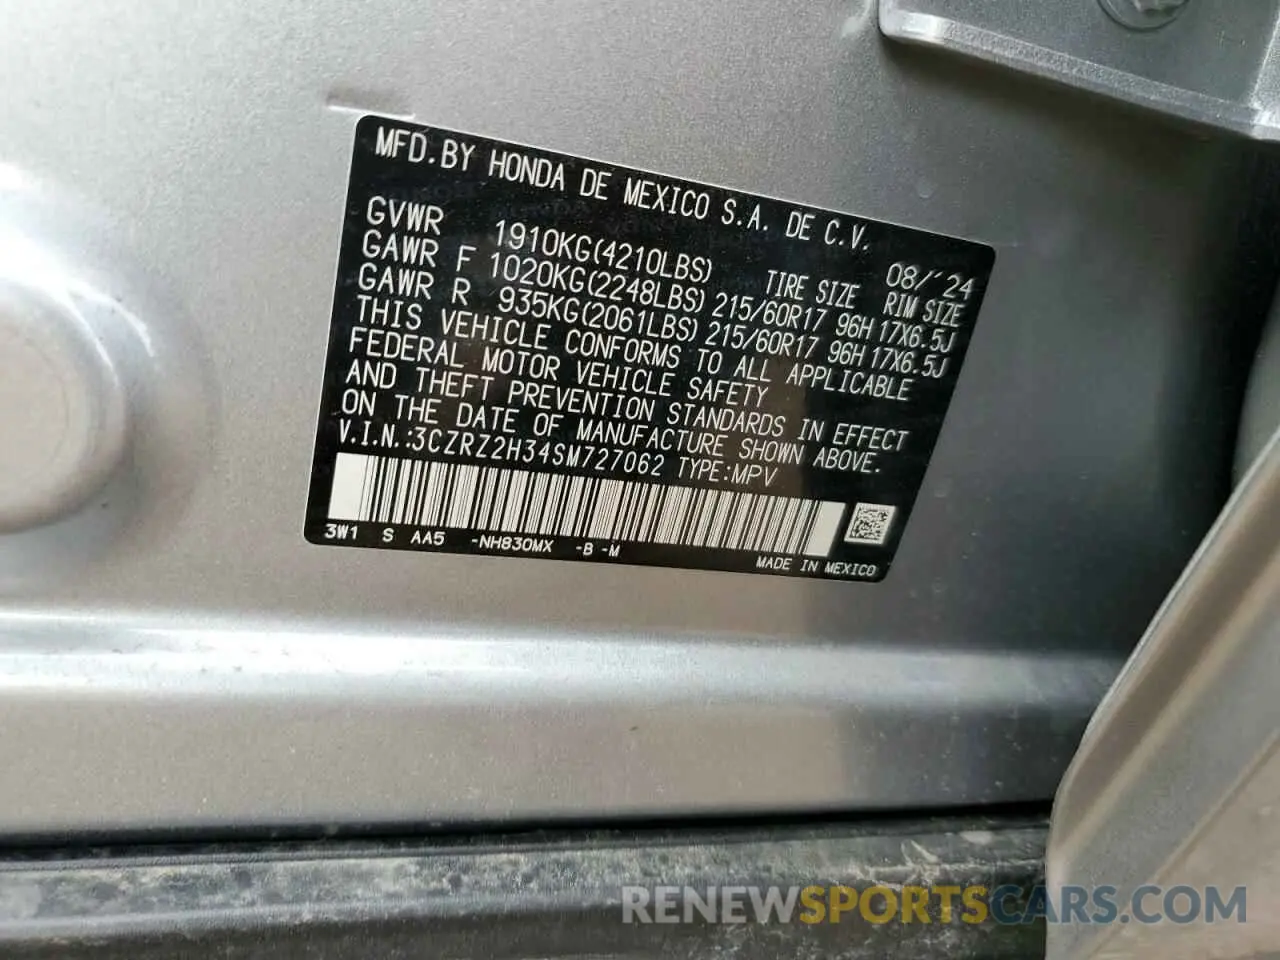 MFD.BY HONDA DE MEXICO S.A. DE C.V.
08/"24
GVWR 1910KG(4210LBS) TIRE SIZE RIM SIZE
GAWR F 1020KG(2248LBS) 215/60R17 96H 17X6.5J
GAWR R 935KG(2061LBS) 215/60R17 96H 17X6.5J
THIS VEHICLE CONFORMS TO ALL APPLICABLE
FEDERAL MOTOR VEHICLE SAFETY
AND THEFT PREVENTION STANDARDS IN EFFECT
ON THE DATE OF MANUFACTURE SHOWN ABOVE.
V.I.N.:3CZRZ2H34SM727062 TYPE:MPV
3W1 S AA5 -NH830MX -B -M
MADE IN MEXICO
RENEWSPORTSCARS.COM